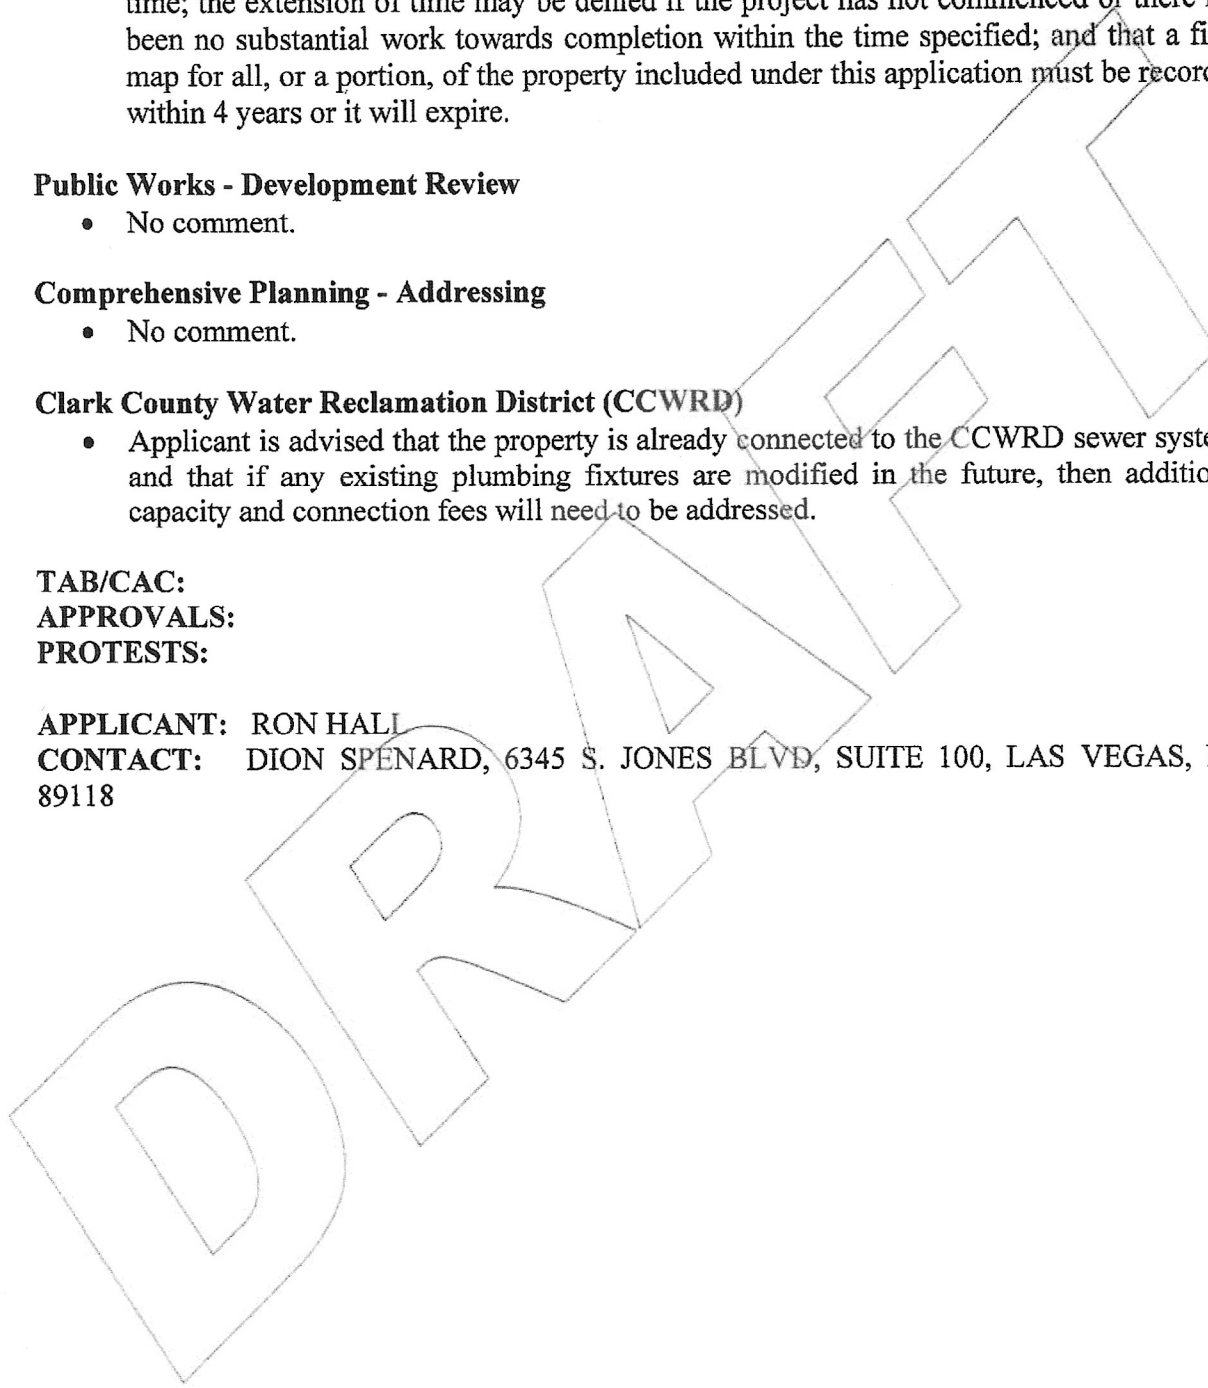 time; the extension of time may be denied if the project has not commenced or there
been no substantial work towards completion within the time specified; and that a
map for all, or a portion, of the property included under this application must be
within 4 years or it will expire.
Public Works - Development Review
• No comment.
Comprehensive Planning - Addressing
• No comment.
Clark County Water Reclamation District (CCWRD)
• Applicant is advised that the property is already connected to the CCWRD sewer
and that if any existing plumbing fixtures are modified in the future, then
capacity and connection fees will need to be addressed.
TAB/CAC:
APPROVALS:
PROTESTS:
APPLICANT: RON HALL
CONTACT: DION SPENARD, 6345 S. JONES BLVD, SUITE 100, LAS VEGAS,
89118
DRAFT